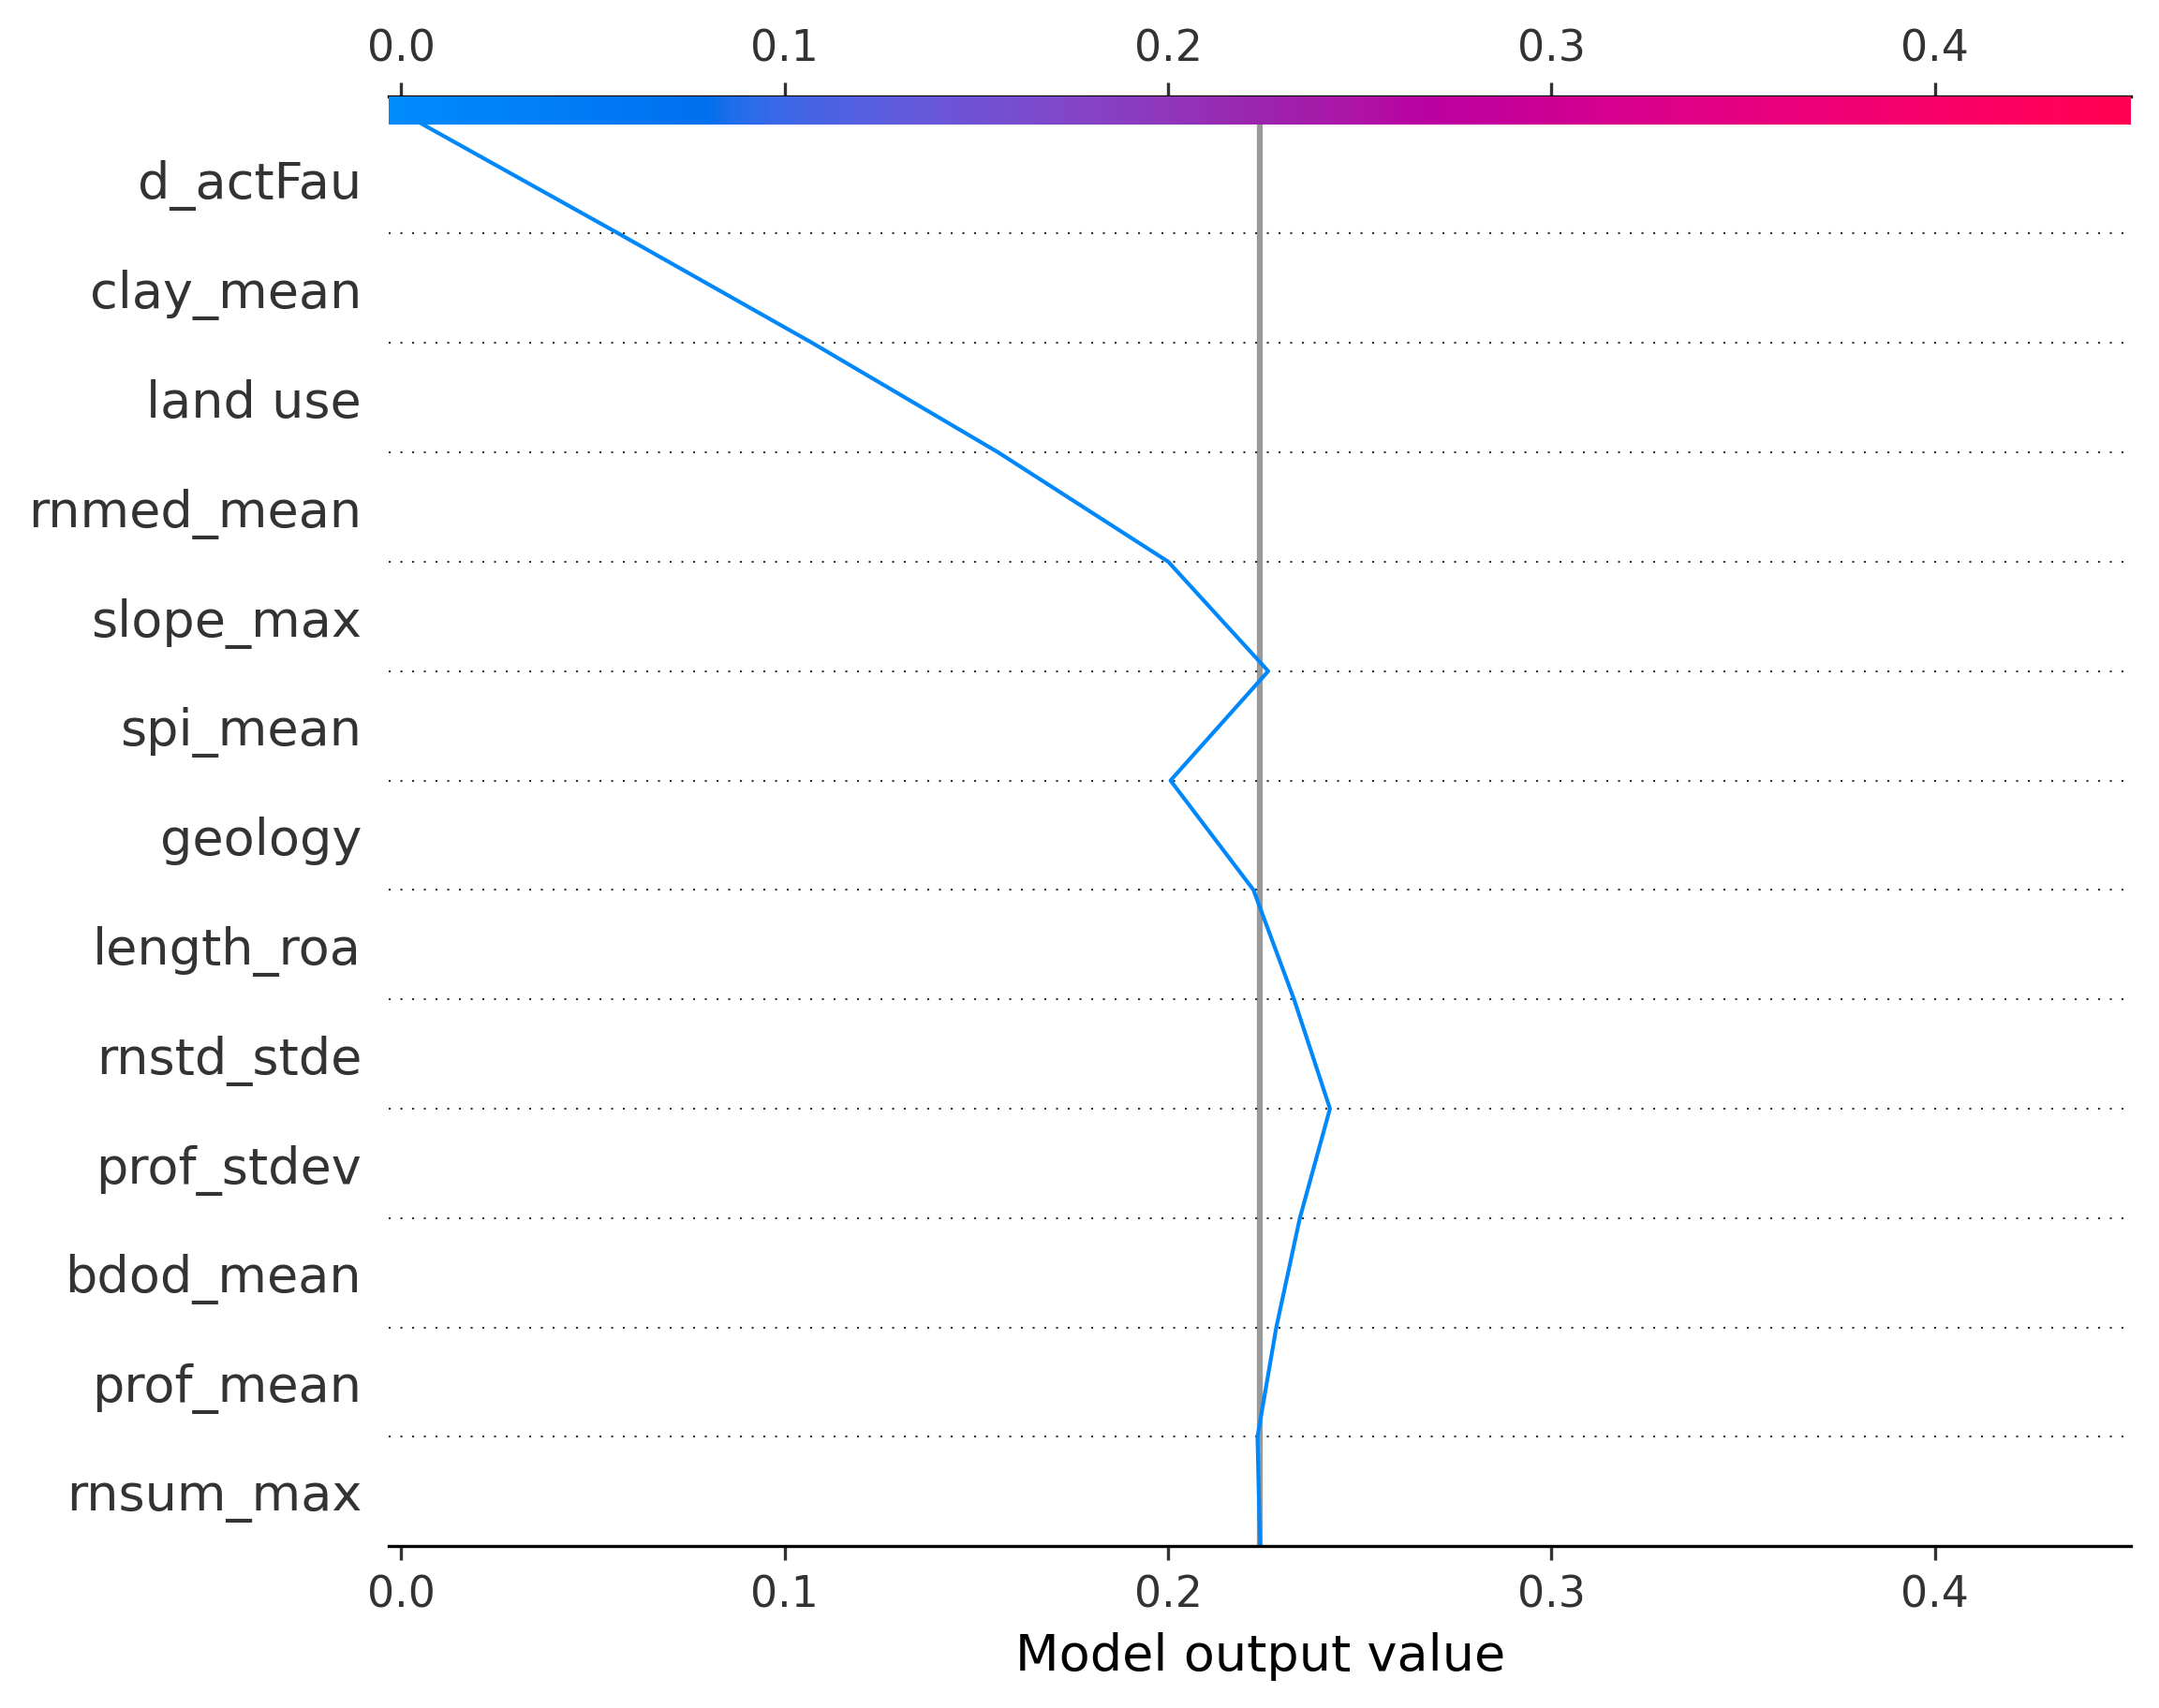 0.0 0.1 0.2 0.3 0.4
d_actFau
clay_mean
land use
rnmed_mean
slope_max
spi_mean
geology
length_roa
rnstd_stde
prof_stdev
bdod_mean
prof_mean
rnsum_max
0.0 0.1 0.2 0.3 0.4
Model output value